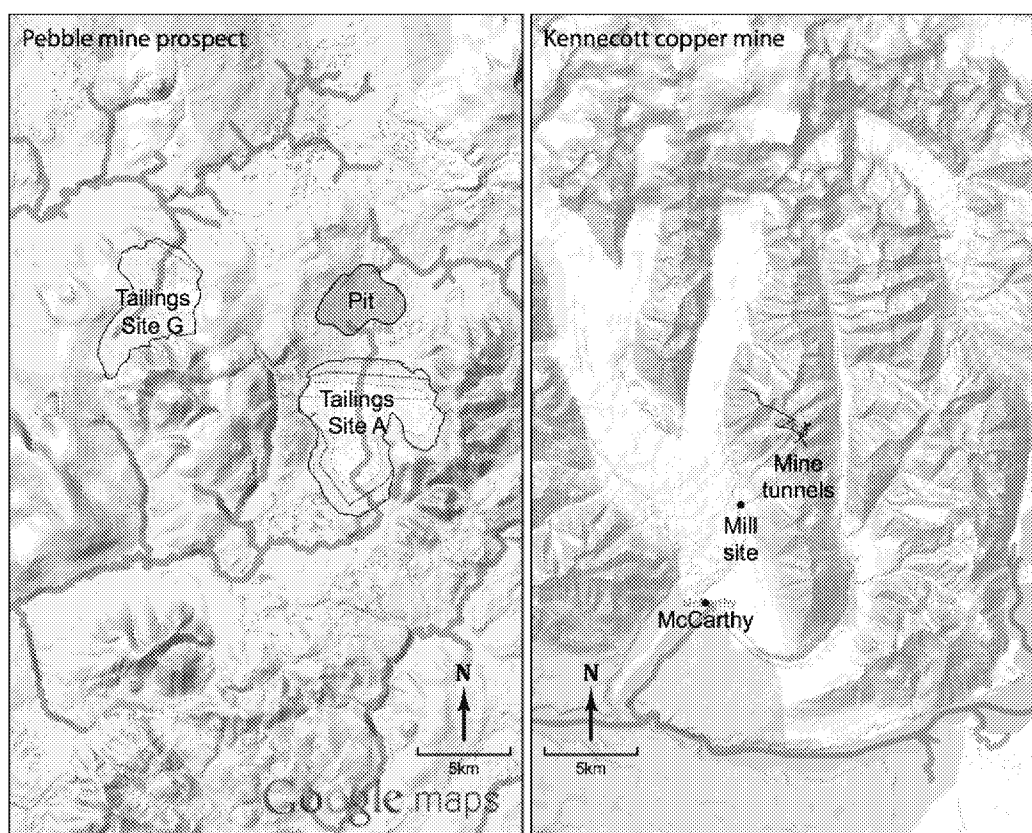 Pebble mine prospect
Tailings
Site G
Pit
Tailings
Site A
N
5km
Google maps
Kennecott copper mine
Mine
tunnels
Mill
site
McCarthy
N
5km